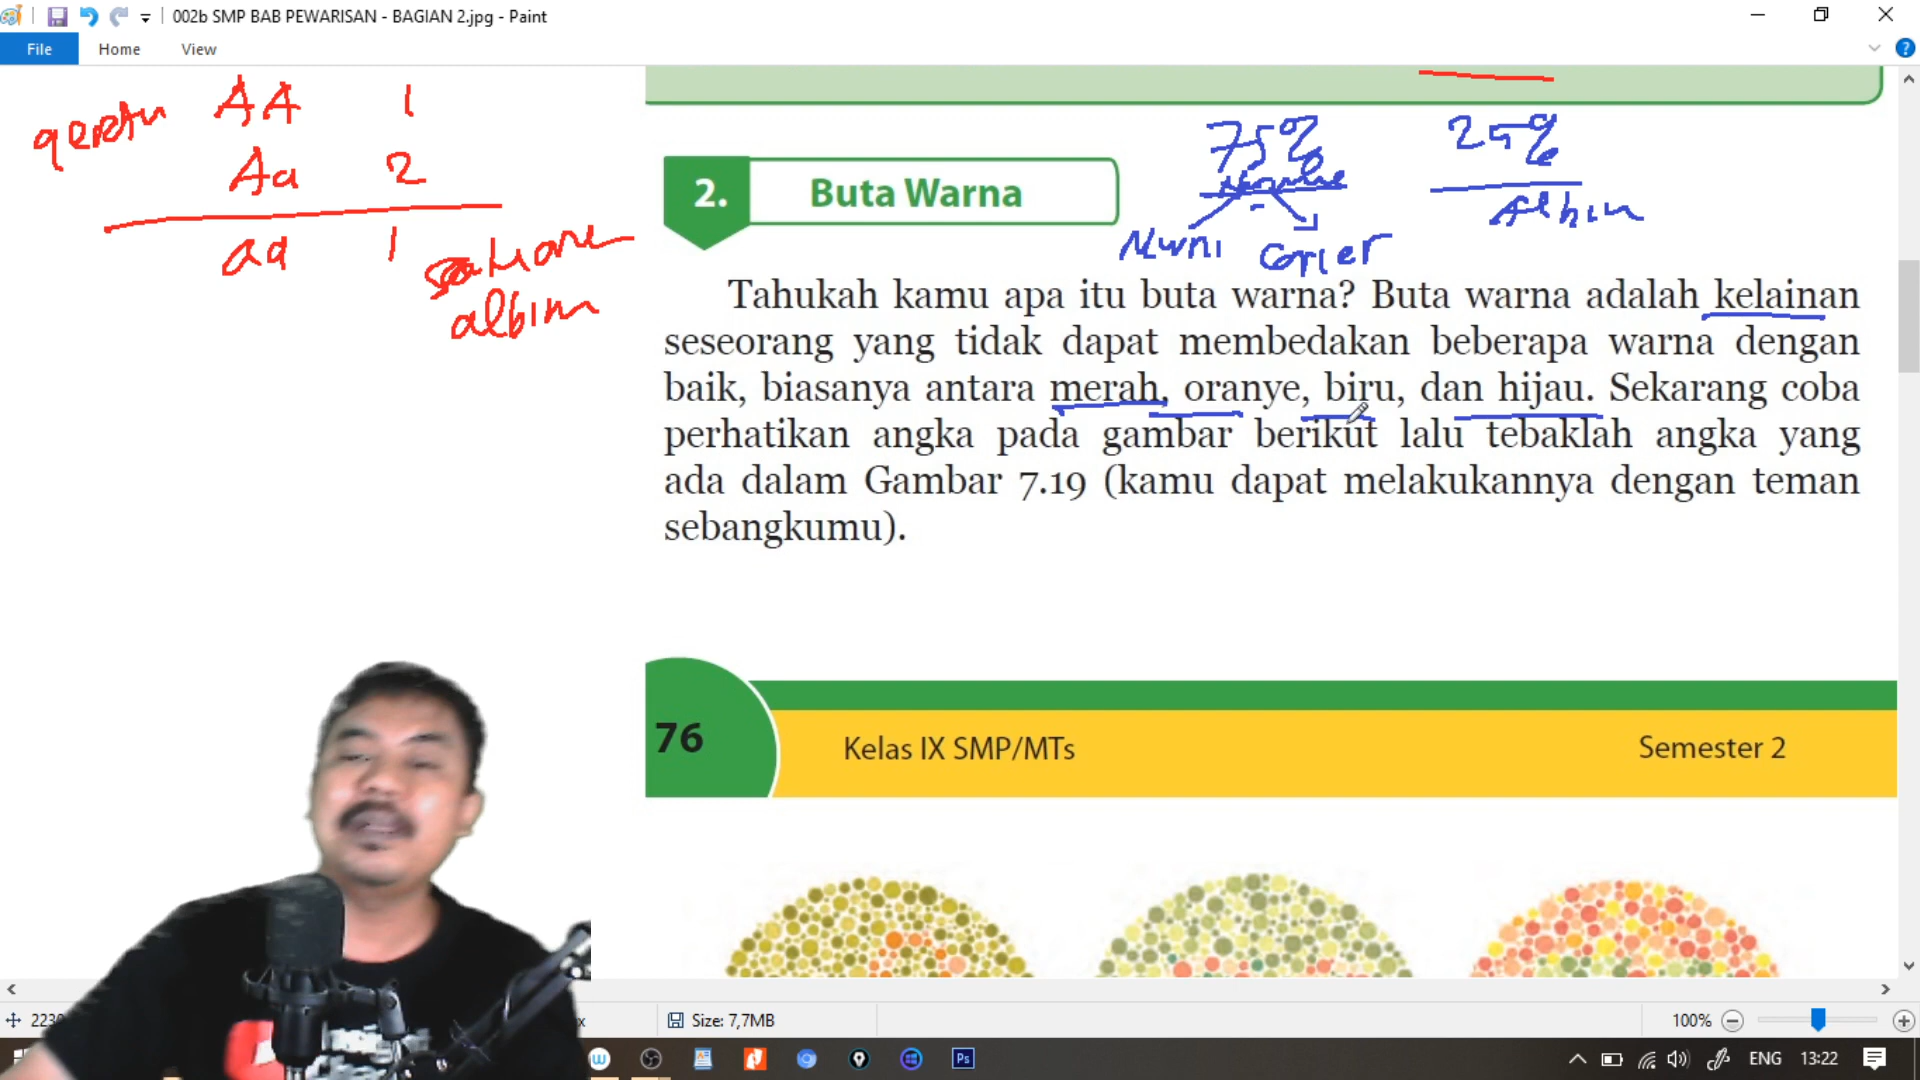 002b SMP BAB PEWARISAN - BAGIAN 2.jpg - Paint
File Home View
AA 1
Aa 2
aa 1
albin
75% 25%
Murni Carier
Albin
2. Buta Warna
Tahukah kamu apa itu buta warna? Buta warna adalah kelainan
seseorang yang tidak dapat membedakan beberapa warna dengan
baik, biasanya antara merah, oranye, biru, dan hijau. Sekarang coba
perhatikan angka pada gambar berikut lalu tebaklah angka yang
ada dalam Gambar 7.19 (kamu dapat melakukannya dengan teman
sebangkumu).
76 Kelas IX SMP/MTs Semester 2
Size: 7,7MB 100%
Ps ENG 13:22